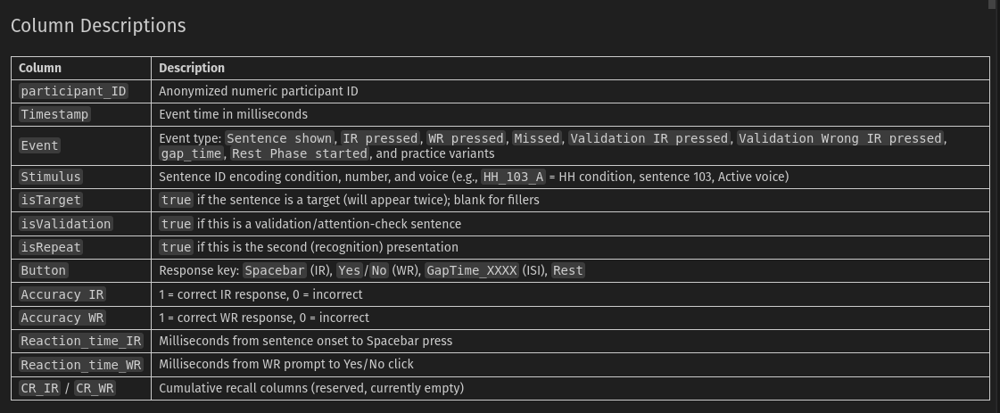 Column Descriptions
Column Description
participant_ID Anonymized numeric participant ID
Timestamp Event time in milliseconds
Event Event type: Sentence shown, IR pressed, WR pressed, Missed, Validation IR pressed, Validation Wrong IR pressed,
gap_time, Rest Phase started, and practice variants
Stimulus Sentence ID encoding condition, number, and voice (e.g., HH_103_A = HH condition, sentence 103, Active voice)
isTarget true if the sentence is a target (will appear twice); blank for fillers
isValidation true if this is a validation/attention-check sentence
isRepeat true if this is the second (recognition) presentation
Button Response key: Spacebar (IR), Yes/No (WR), GapTime_XXXX (ISI), Rest
Accuracy IR 1 = correct IR response, 0 = incorrect
Accuracy WR 1 = correct WR response, 0 = incorrect
Reaction_time_IR Milliseconds from sentence onset to Spacebar press
Reaction_time_WR Milliseconds from WR prompt to Yes/No click
CR_IR / CR_WR Cumulative recall columns (reserved, currently empty)